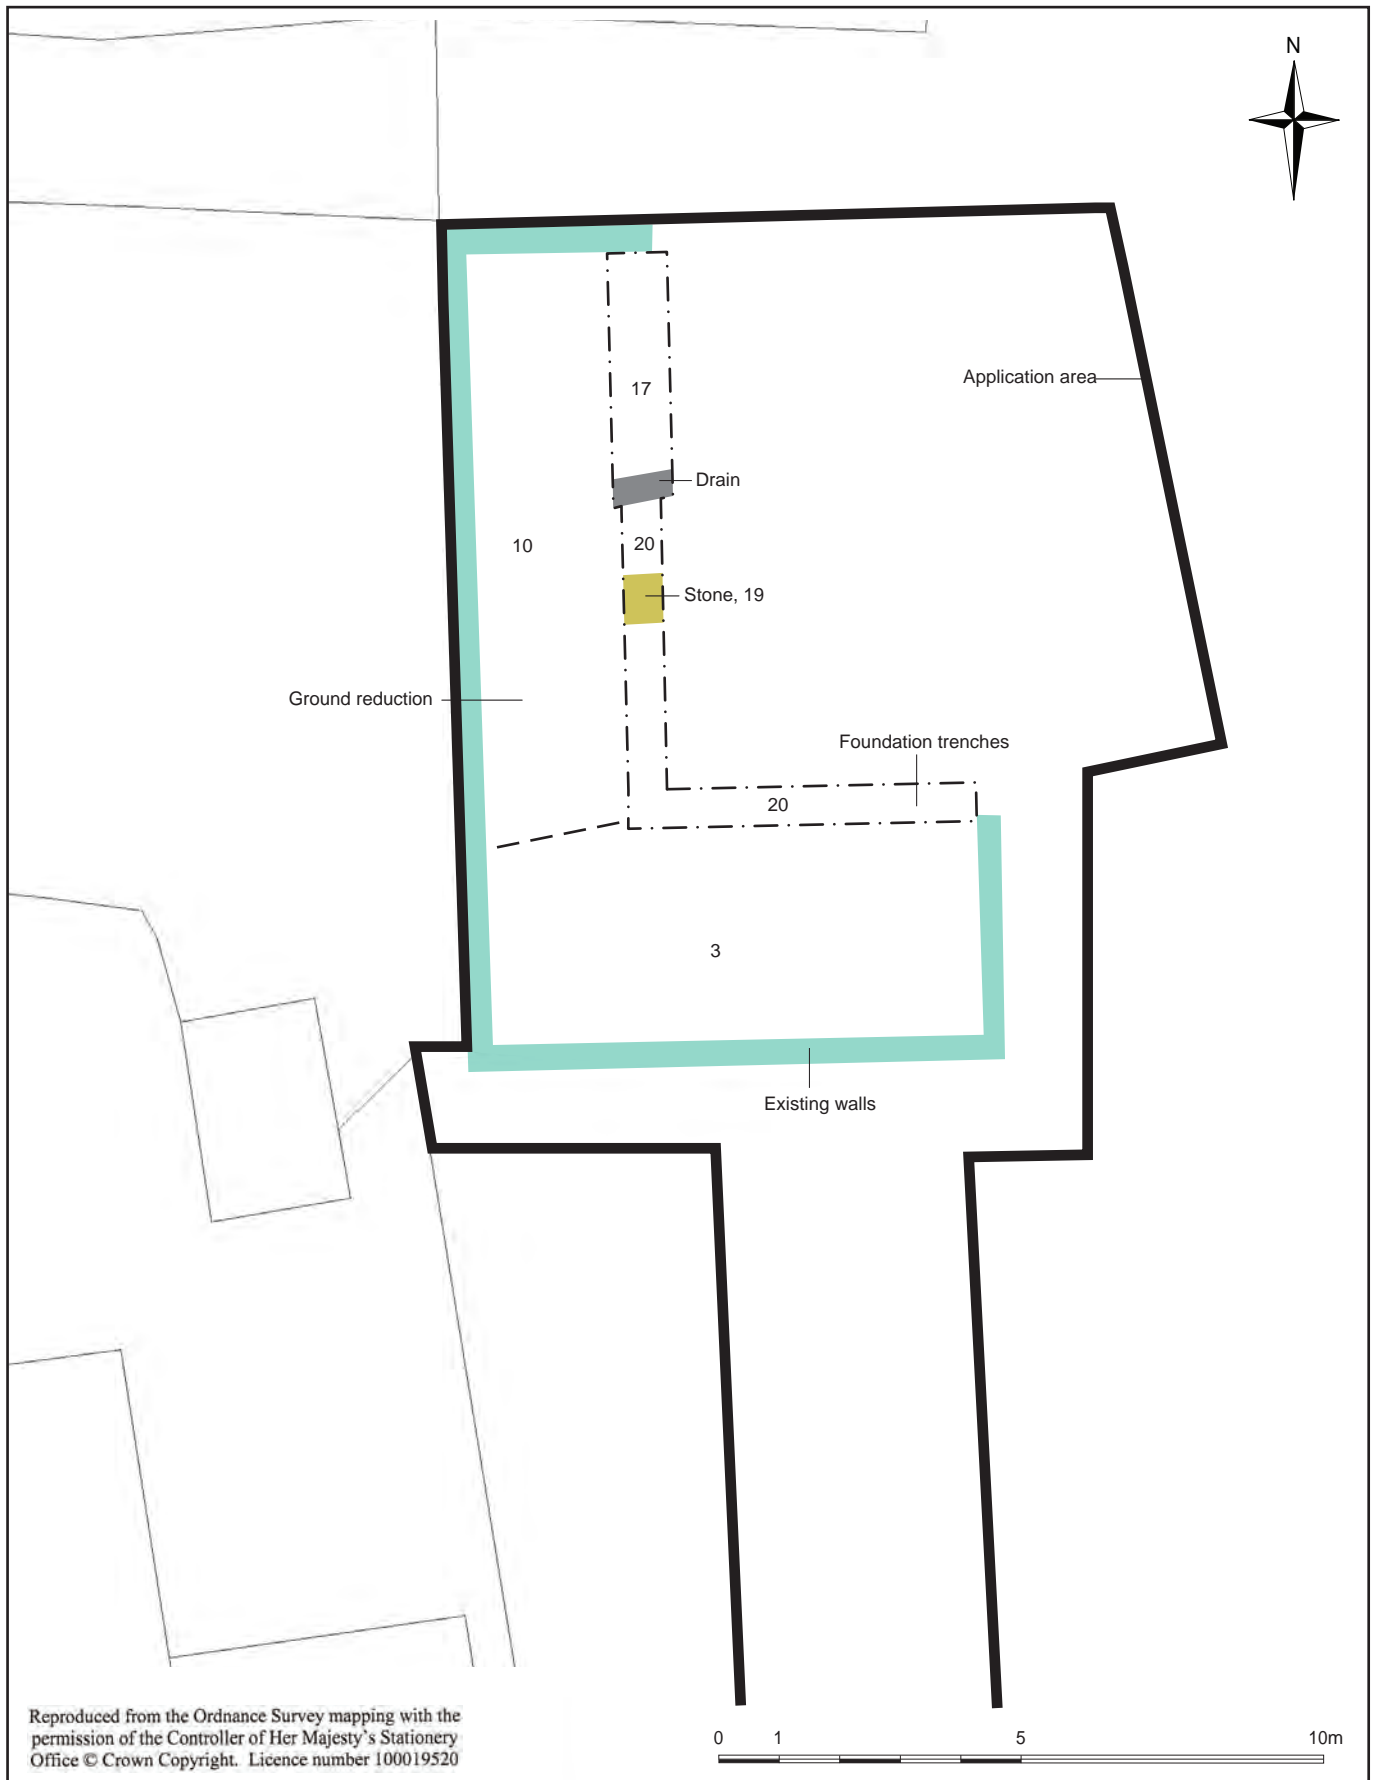 N
Application area
17
Drain
10
20
Stone, 19
Ground reduction
Foundation trenches
20
3
Existing walls
Reproduced from the Ordnance Survey mapping with the
permission of the Controller of Her Majesty's Stationery
Office © Crown Copyright. Licence number 100019520
0 1 5 10m